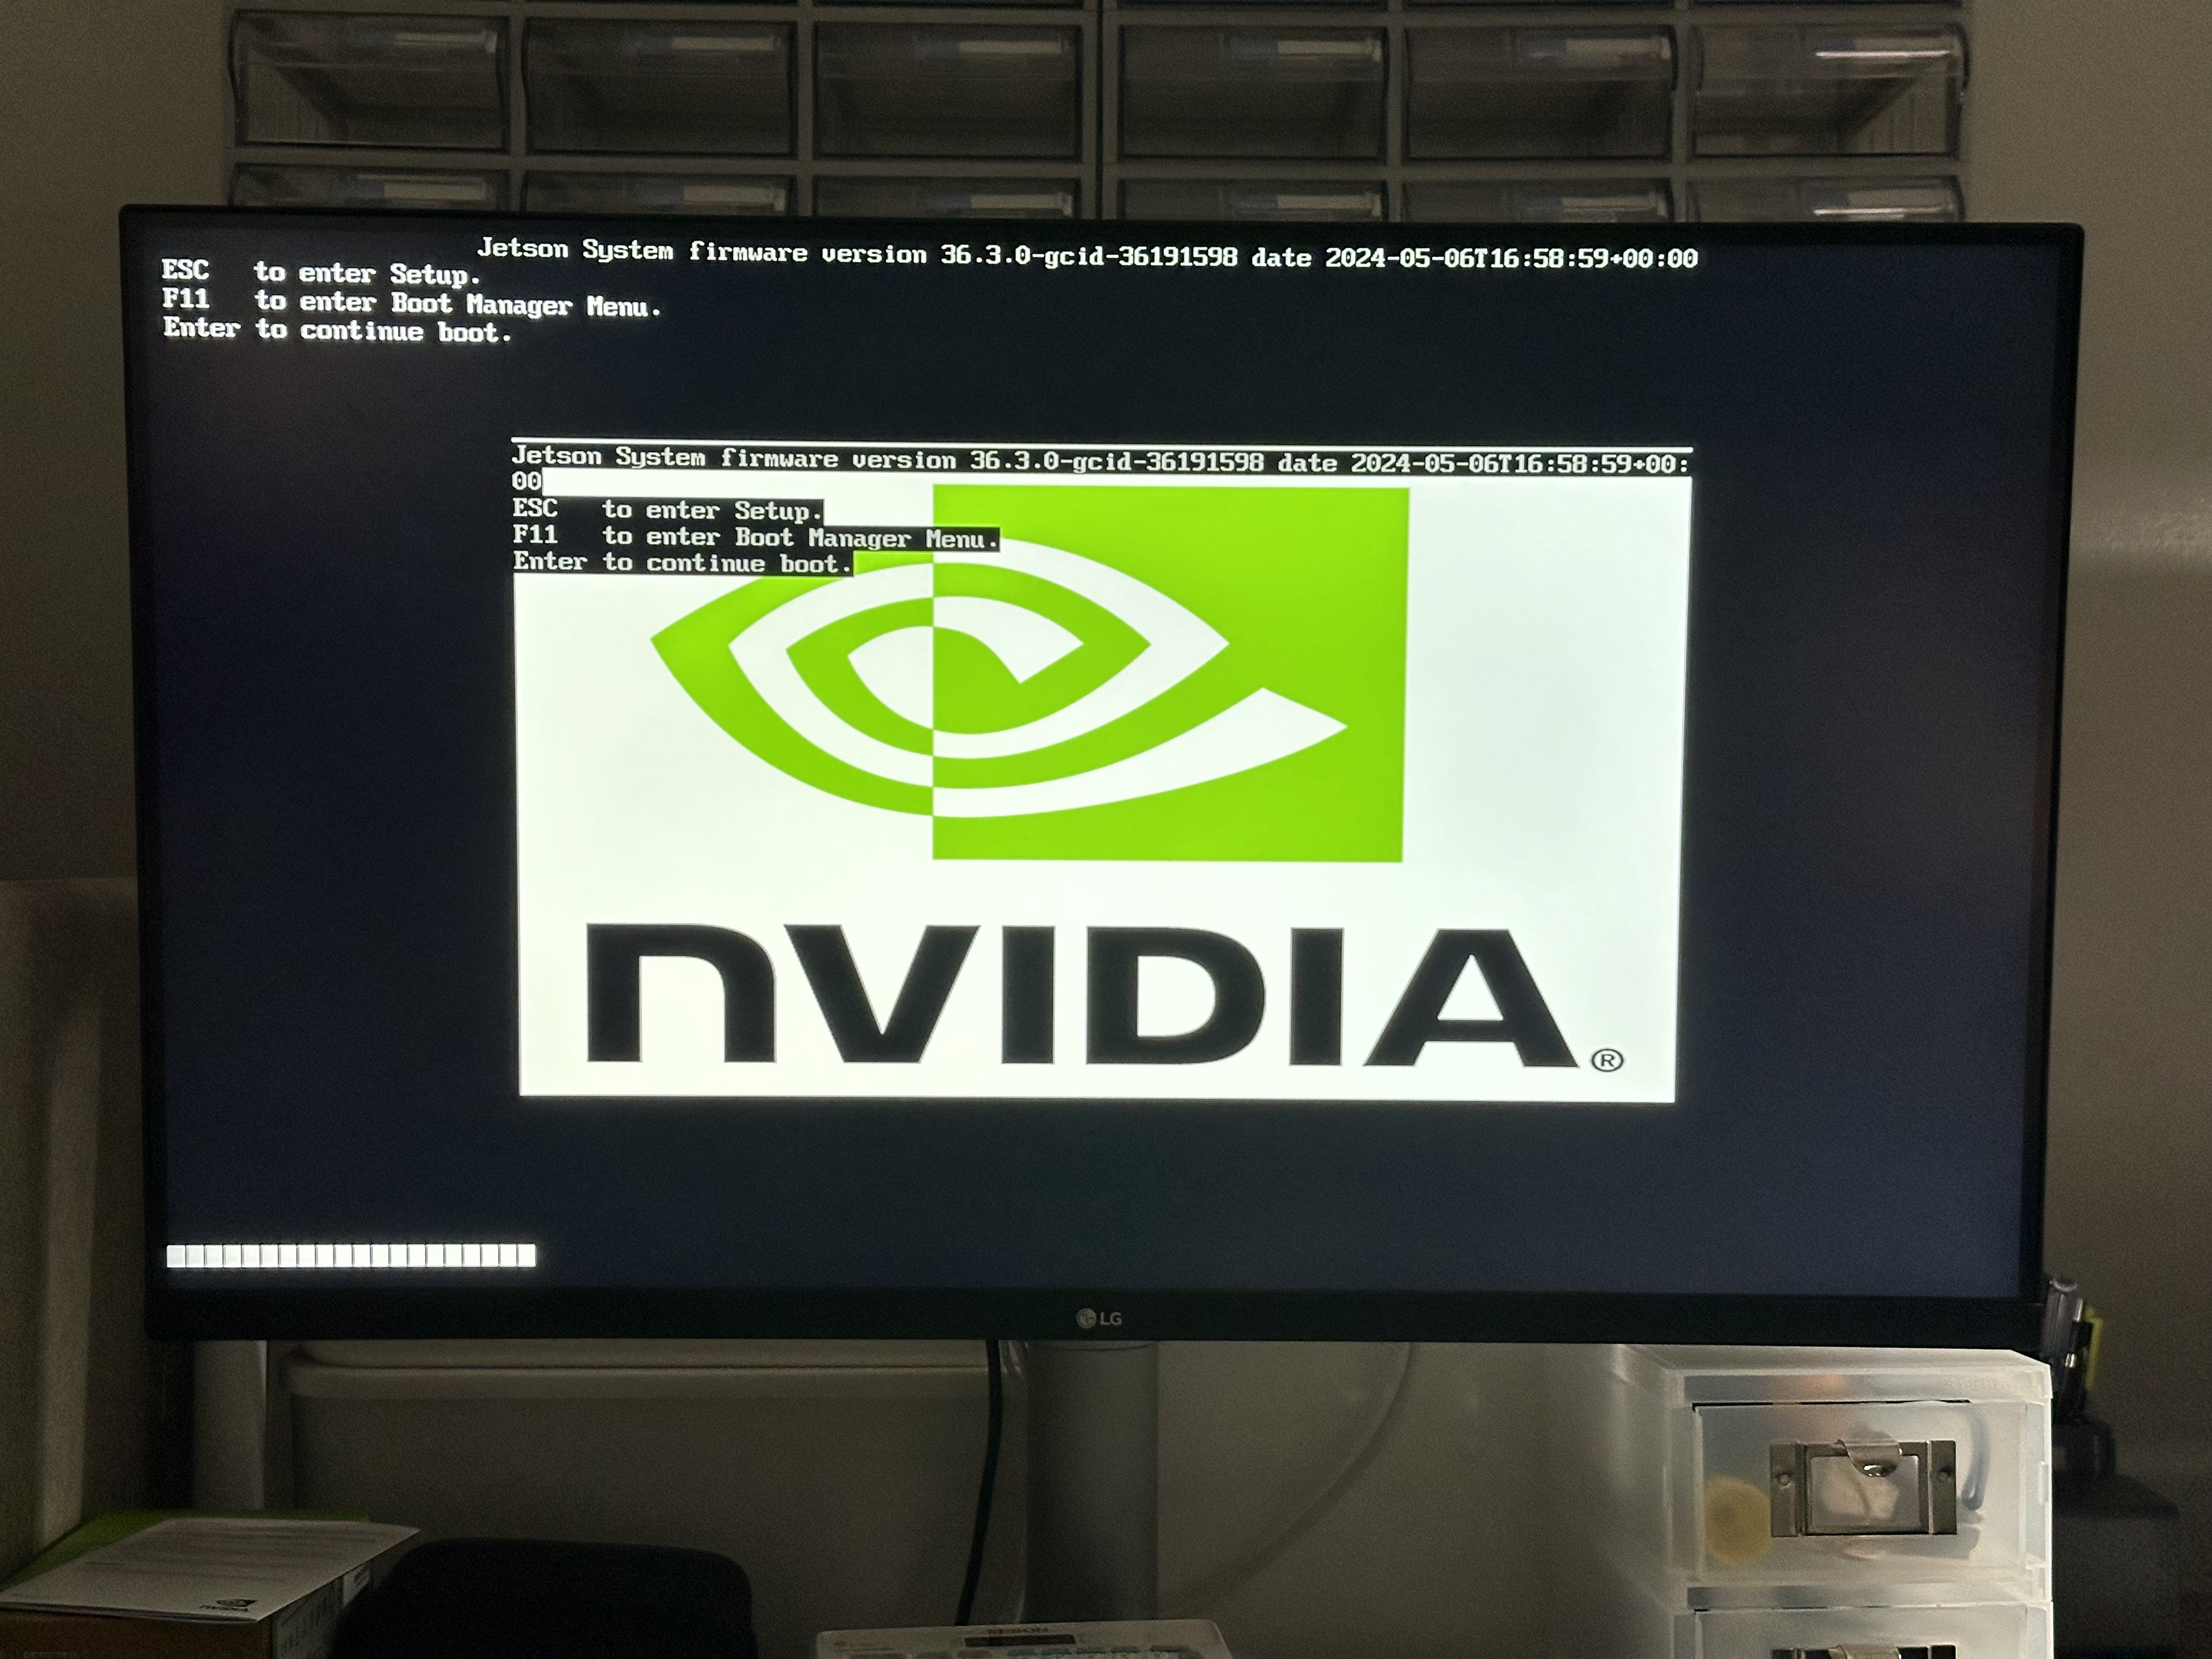 Jetson System firmware version 36.3.0-gcid-36191598 date 2024-05-06T16:58:59+00:00
ESC   to enter Setup.
F11   to enter Boot Manager Menu.
Enter to continue boot.
Jetson System firmware version 36.3.0-gcid-36191598 date 2024-05-06T16:58:59+00:
00
ESC   to enter Setup.
F11   to enter Boot Manager Menu.
Enter to continue boot.
nVIDIA®
LG
nVIDIA
EPSON